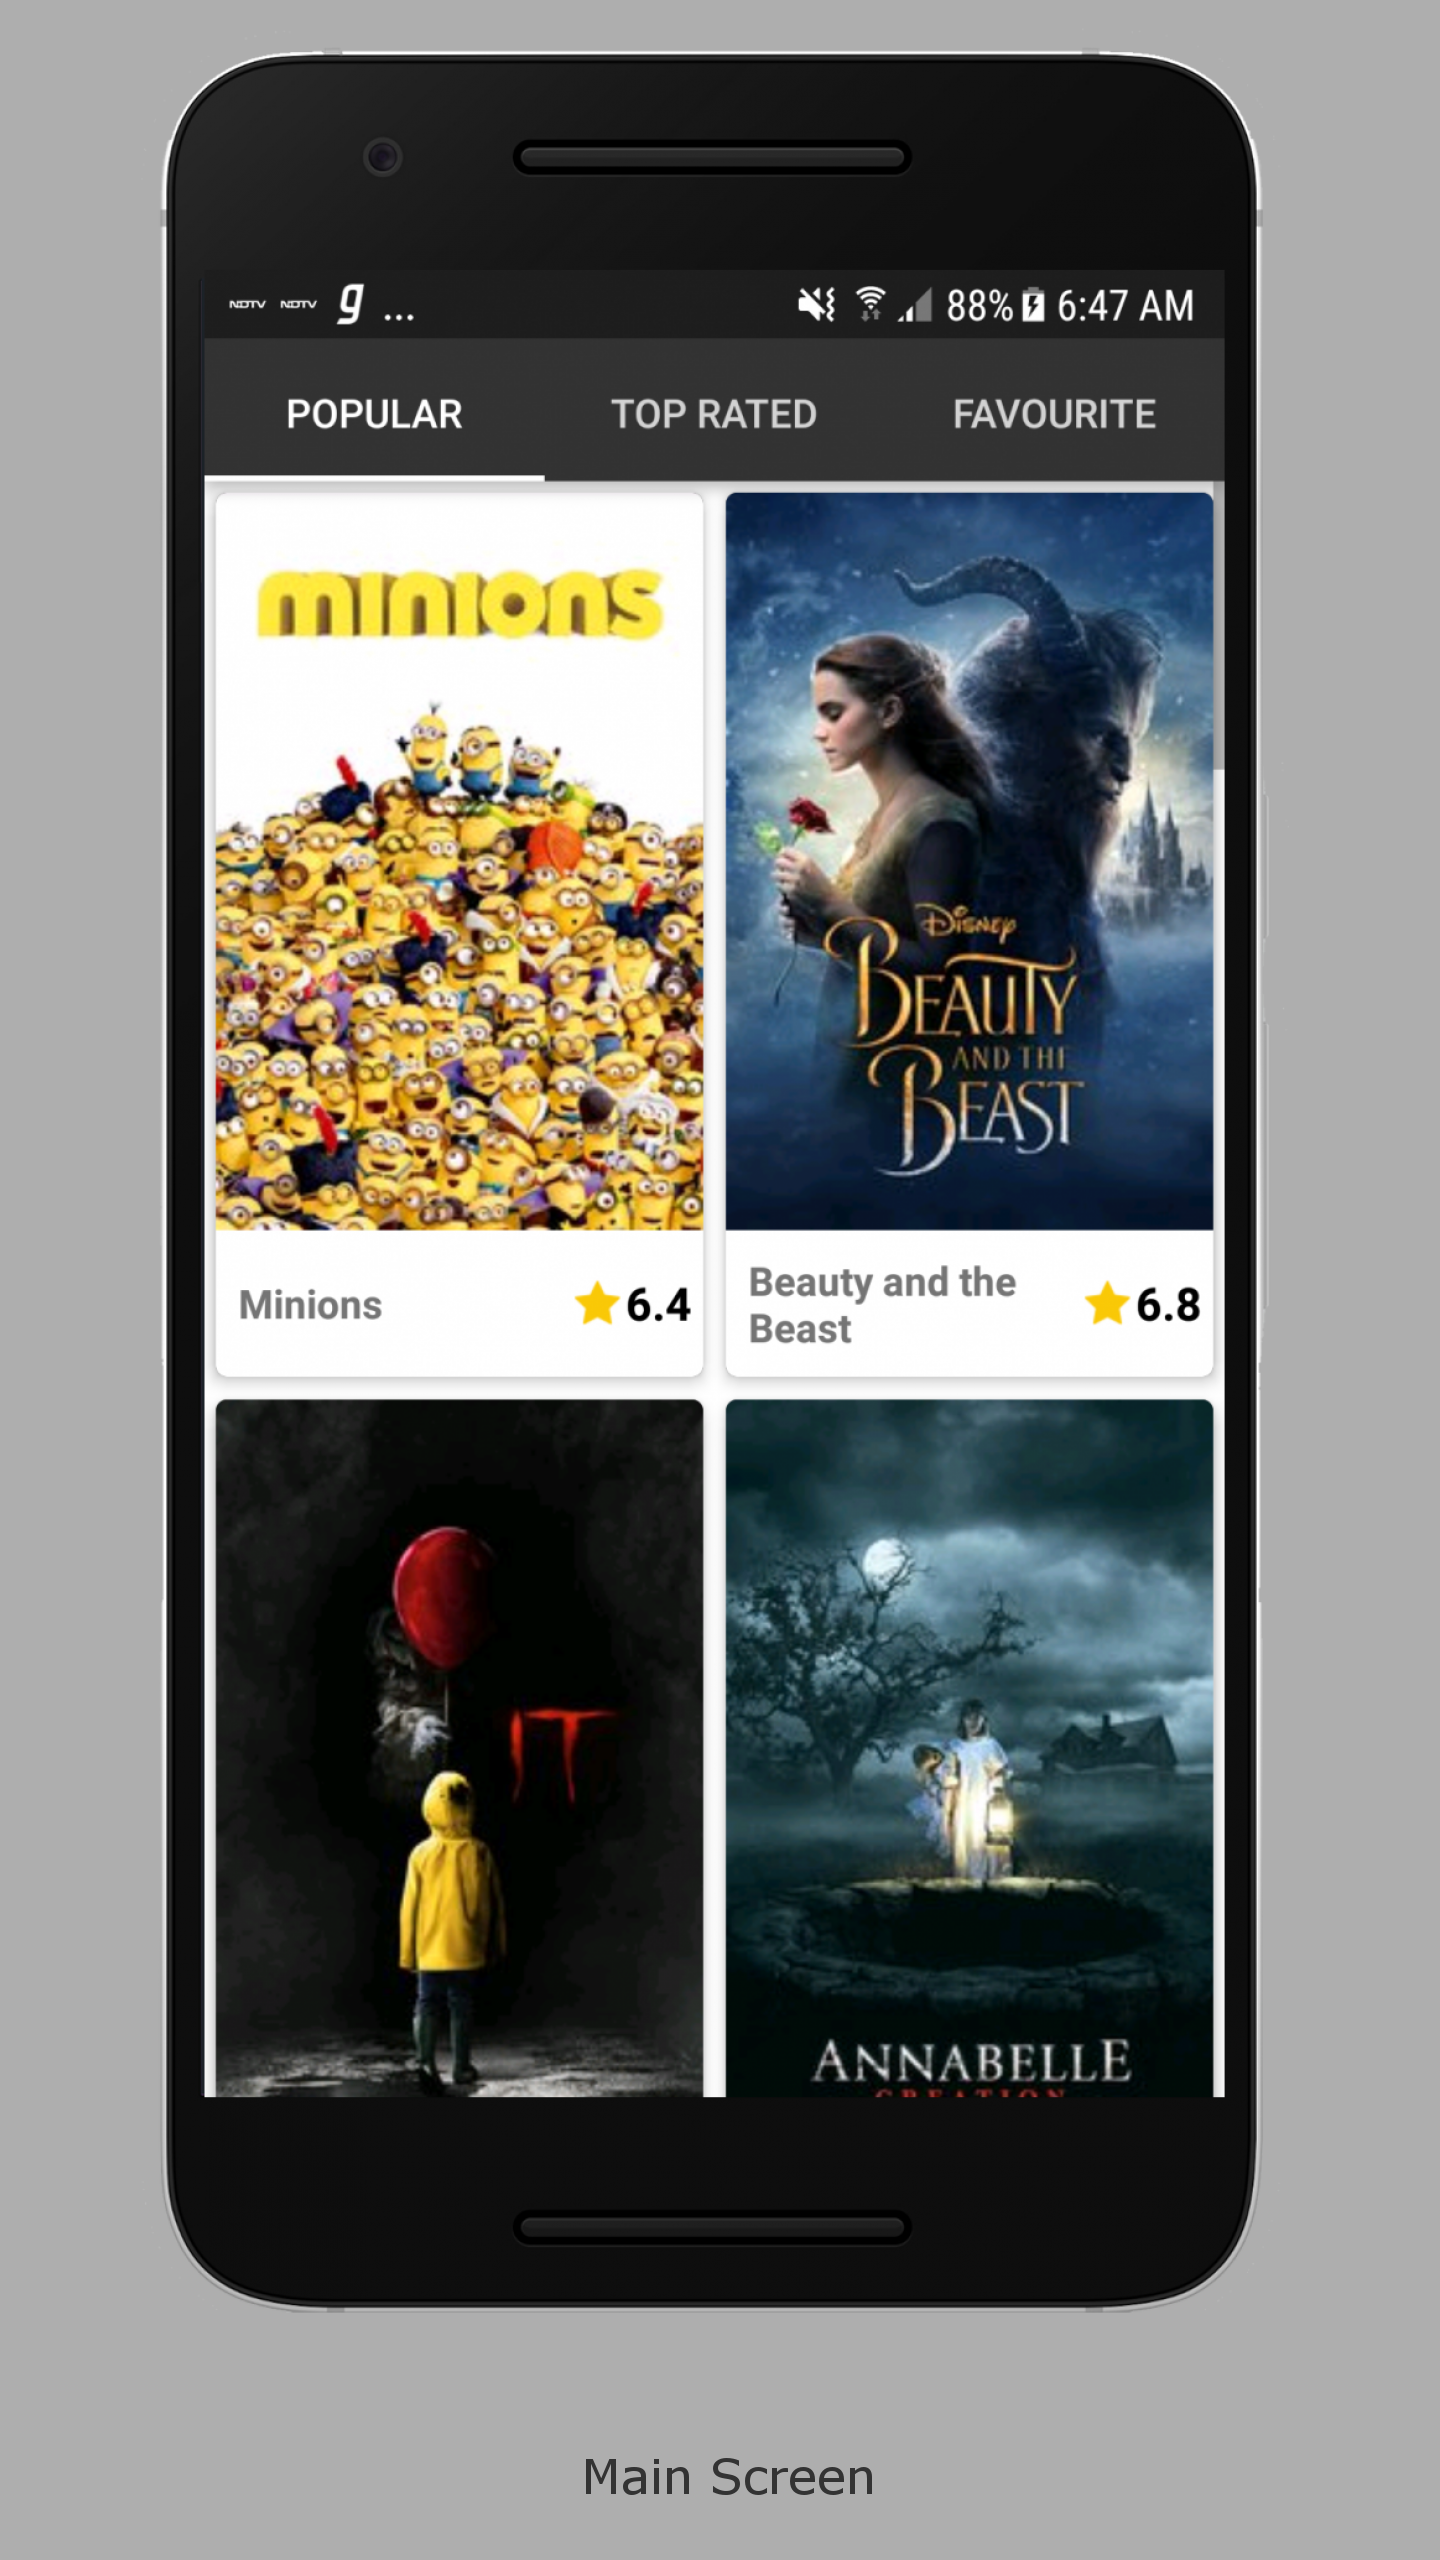 NDTV NDTV g ... 88% 6:47 AM
POPULAR TOP RATED FAVOURITE
minions
Disney
BEAUTY
AND THE
BEAST
Minions 6.4
Beauty and the
Beast 6.8
IT
ANNABELLE
CREATION
Main Screen